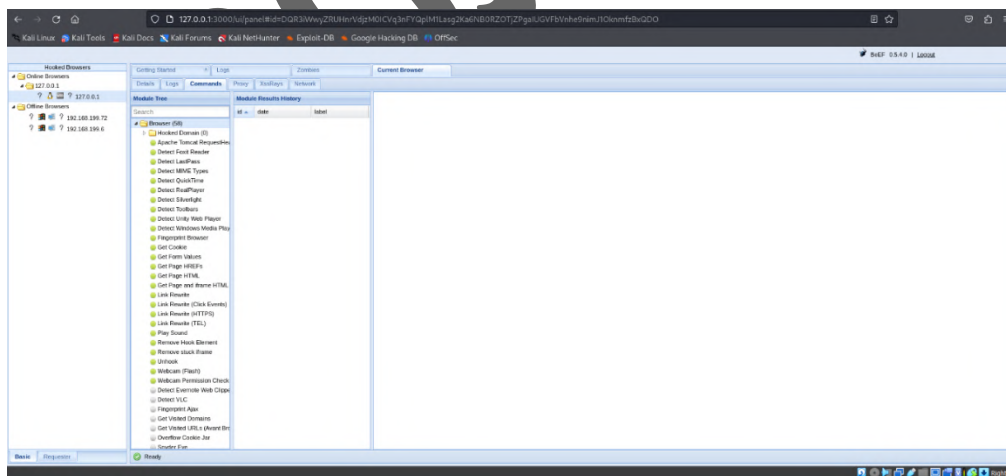 127.0.0.1:3000/ui/panel#id=
Kali Linux Kali Tools Kali Docs Kali Forums Kali NetHunter Exploit-DB Google Hacking DB OffSec
BeEF 0.5.4.0 | Logout
Hooked Browsers
Online Browsers
127.0.0.1
? ? 127.0.0.1
Offline Browsers
? ? 192.168.199.72
? ? 192.168.199.6
Basic Requester
Getting Started Logs Zombies Current Browser
Details Logs Commands Proxy XssRays Network
Module Tree
Search
Browser (58)
Hooked Domain (0)
Apache Tomcat RequestHea
Detect Foxit Reader
Detect LastPass
Detect MIME Types
Detect QuickTime
Detect RealPlayer
Detect Silverlight
Detect Toolbars
Detect Unity Web Player
Detect Windows Media Play
Fingerprint Browser
Get Cookie
Get Form Values
Get Page HREFs
Get Page HTML
Get Page and iframe HTML
Link Rewrite
Link Rewrite (Click Events)
Link Rewrite (HTTPS)
Link Rewrite (TEL)
Play Sound
Remove Hook Element
Remove stuck iframe
Unhook
Webcam (Flash)
Webcam Permission Check
Detect Evernote Web Clippe
Detect VLC
Fingerprint Ajax
Get Visited Domains
Get Visited URLs (Avant Bro
Overflow Cookie Jar
Spyder Eye
Module Results History
id date label
Ready